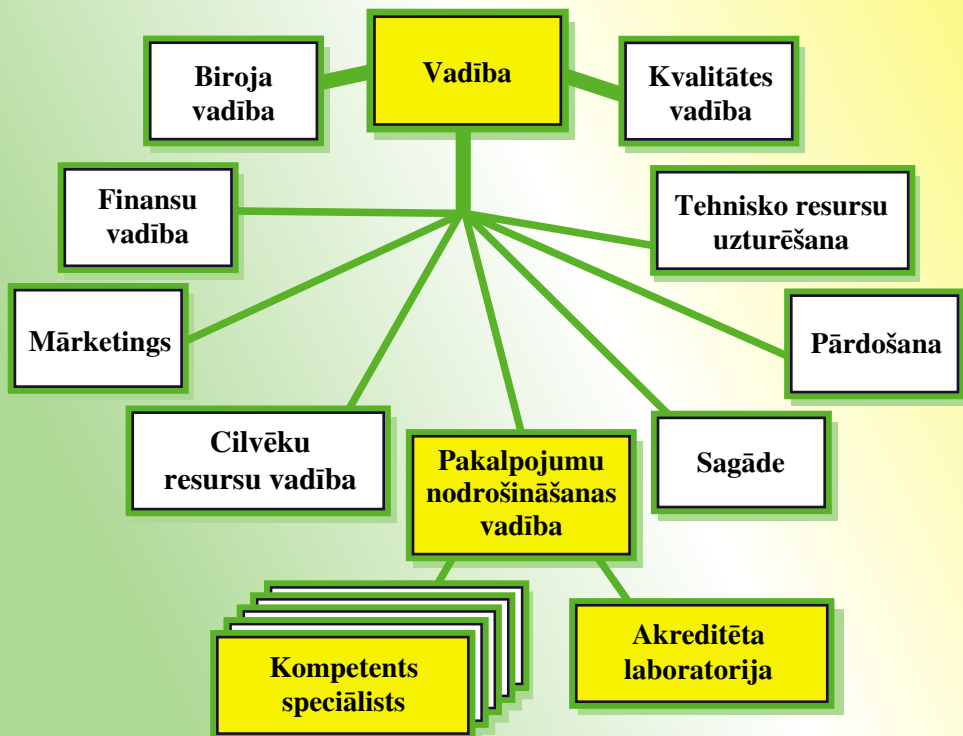 Biroja
vadība
Vadība
Kvalitātes
vadība
Finansu
vadība
Tehnisko resursu
uzturēšana
Mārketings
Pārdošana
Cilvēku
resursu vadība
Pakalpojumu
nodrošināšanas
vadība
Sagāde
Kompetents
speciālists
Akreditēta
laboratorija